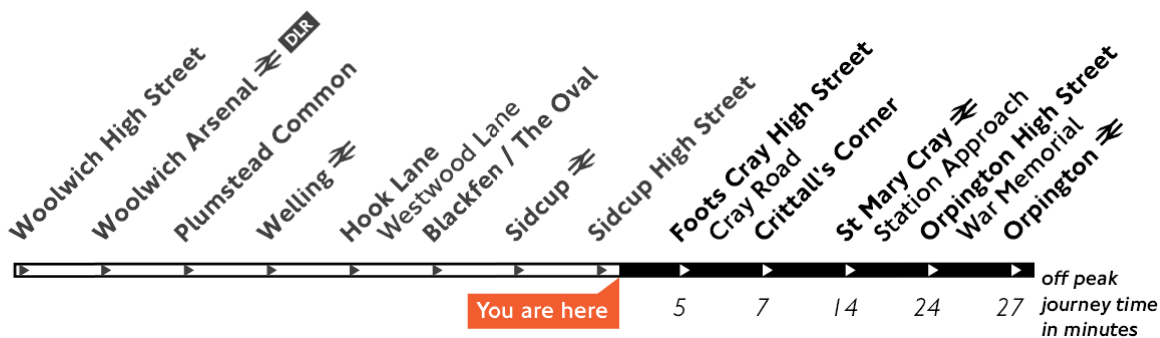 Woolwich High Street
Woolwich Arsenal DLR
Plumstead Common
Welling
Hook Lane
Westwood Lane
Blackfen / The Oval
Sidcup
Sidcup High Street
Foots Cray High Street
Cray Road
Crittall's Corner
St Mary Cray
Station Approach
Orpington High Street
War Memorial
Orpington
You are here
5 7 14 24 27
off peak
journey time
in minutes